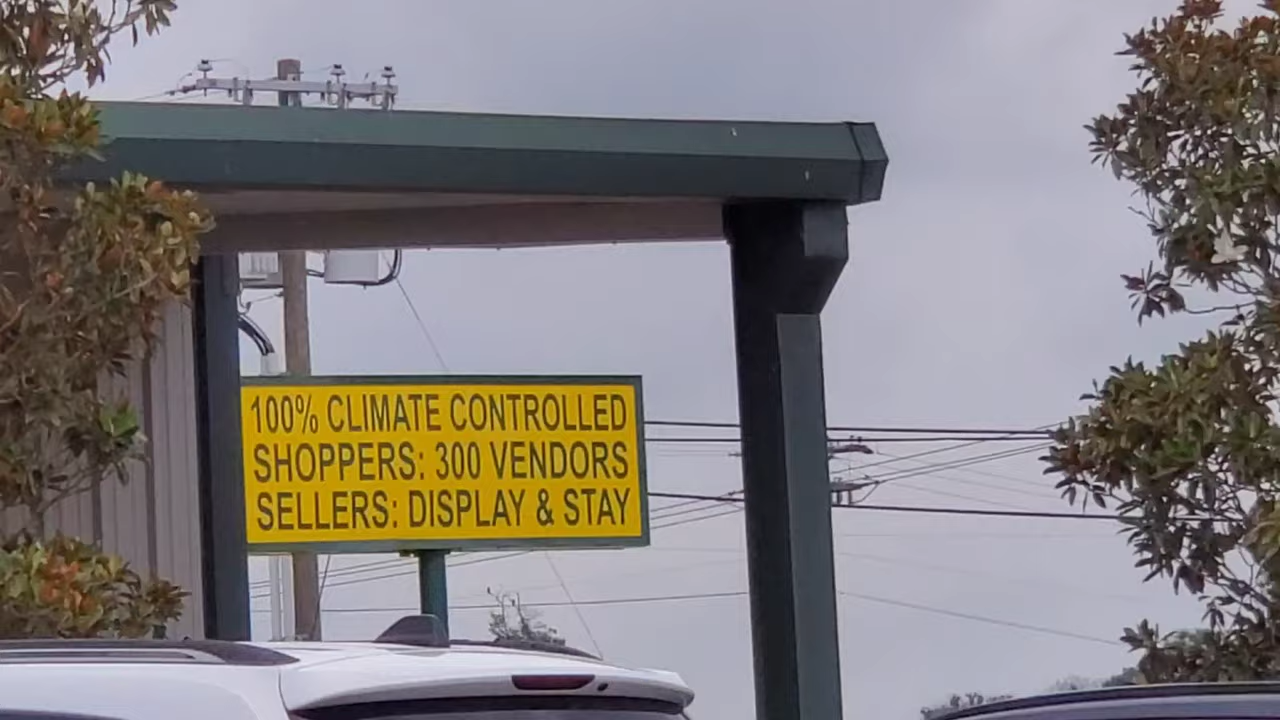 100% CLIMATE CONTROLLED
SHOPPERS: 300 VENDORS
SELLERS: DISPLAY & STAY